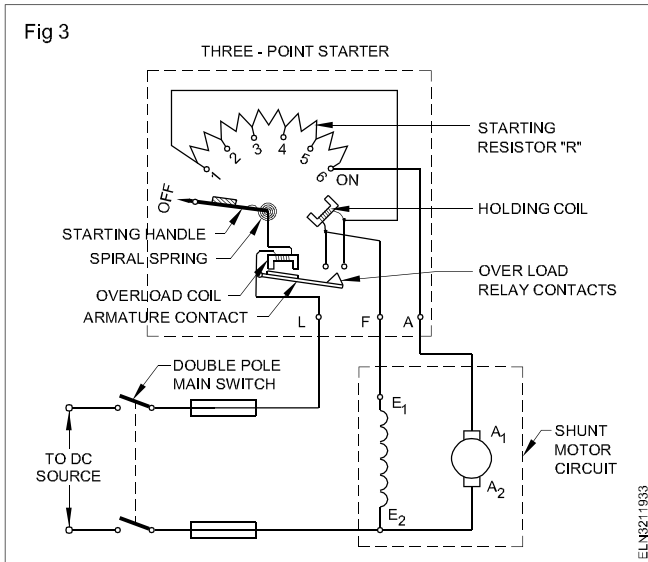 Fig 3
THREE - POINT STARTER
STARTING
RESISTOR "R"
1
2
3
4
5
6
ON
OFF
HOLDING COIL
STARTING HANDLE
SPIRAL SPRING
OVERLOAD COIL
ARMATURE CONTACT
OVER LOAD
RELAY CONTACTS
L
F
A
DOUBLE POLE
MAIN SWITCH
TO DC
SOURCE
E1
E2
A1
A2
SHUNT
MOTOR
CIRCUIT
ELN3211933